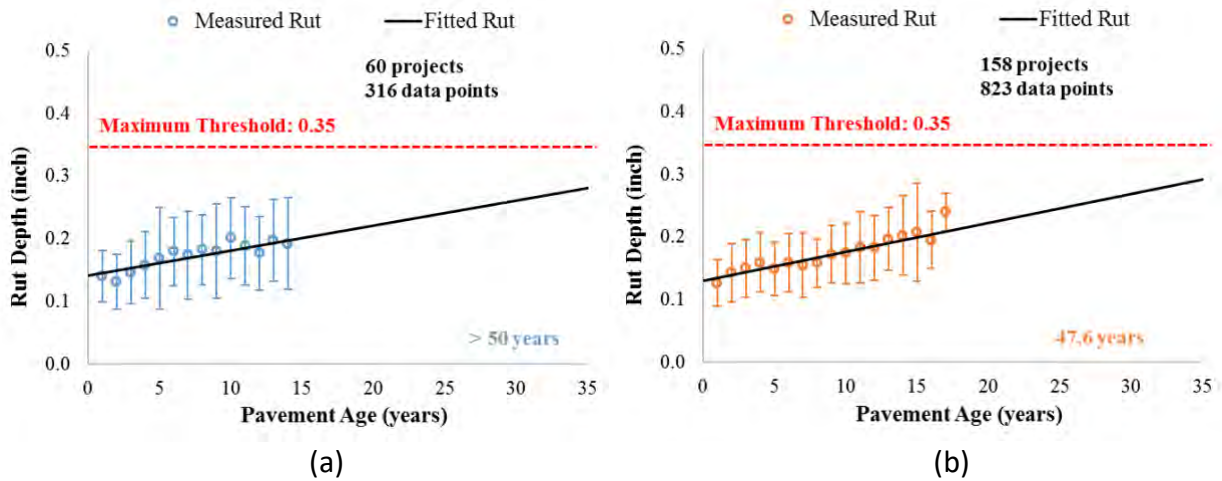 Measured Rut Fitted Rut
0.5
60 projects
316 data points
0.4
Maximum Threshold: 0.35
0.3
0.2
0.1
> 50 years
0.0
0 5 10 15 20 25 30 35
Rut Depth (inch)
Pavement Age (years)
(a)
Measured Rut Fitted Rut
0.5
158 projects
823 data points
0.4
Maximum Threshold: 0.35
0.3
0.2
0.1
47.6 years
0.0
0 5 10 15 20 25 30 35
Rut Depth (inch)
Pavement Age (years)
(b)